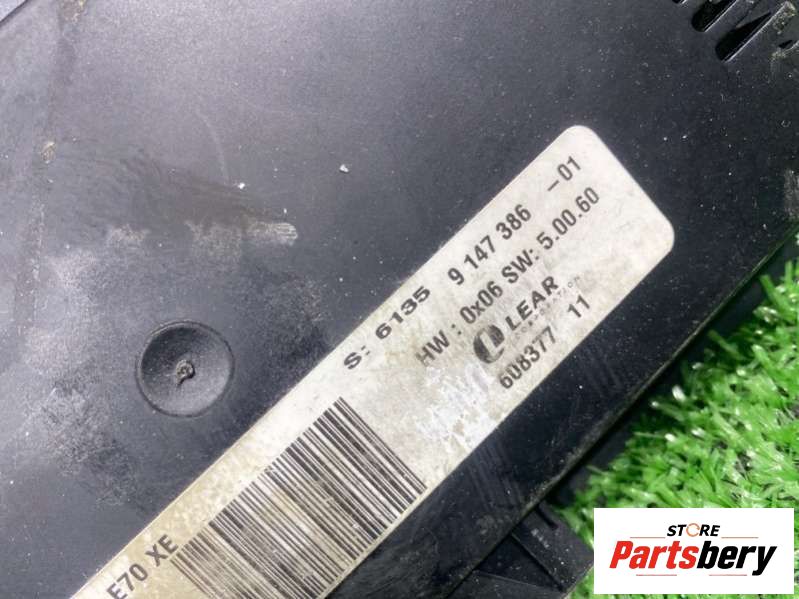 S: 6135 9 147 386 -01
HW: 0x06 SW: 5.00.60
LEAR
CORPORATION
608377 11
E70 XE
STORE
Partsbery